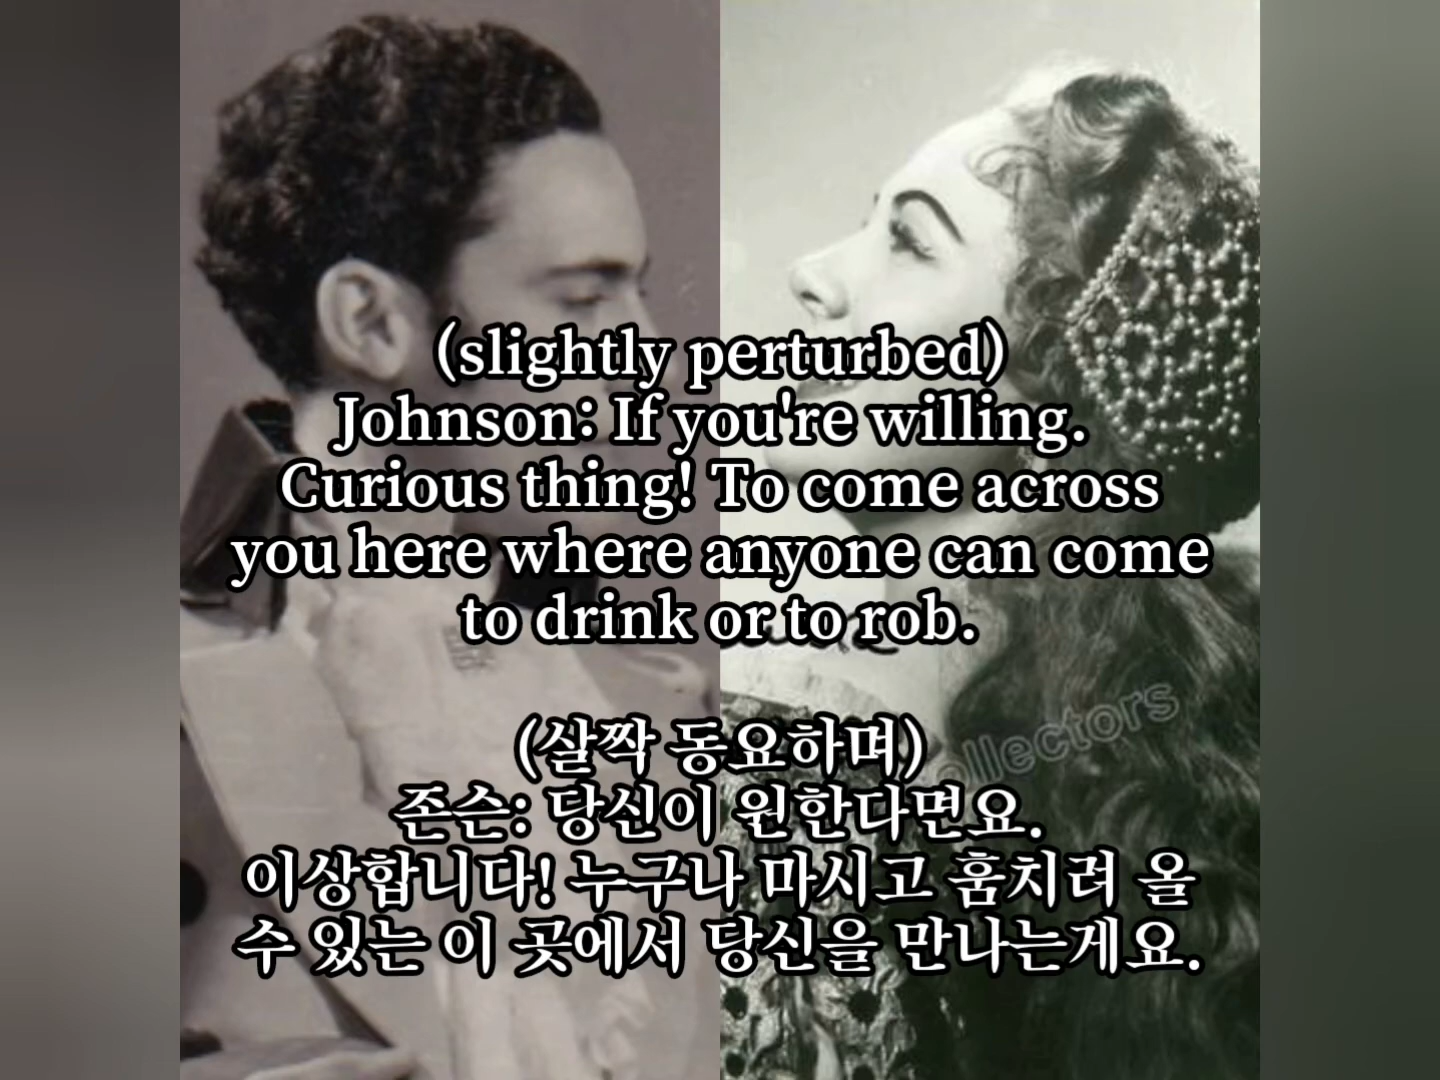 (slightly perturbed)
Johnson: If you're willing.
Curious thing! To come across
you here where anyone can come
to drink or to rob.
(살짝 동요하며)
존슨: 당신이 원한다면요.
이상합니다! 누구나 마시고 훔치려 올
수 있는 이 곳에서 당신을 만나는게요.
ollectors